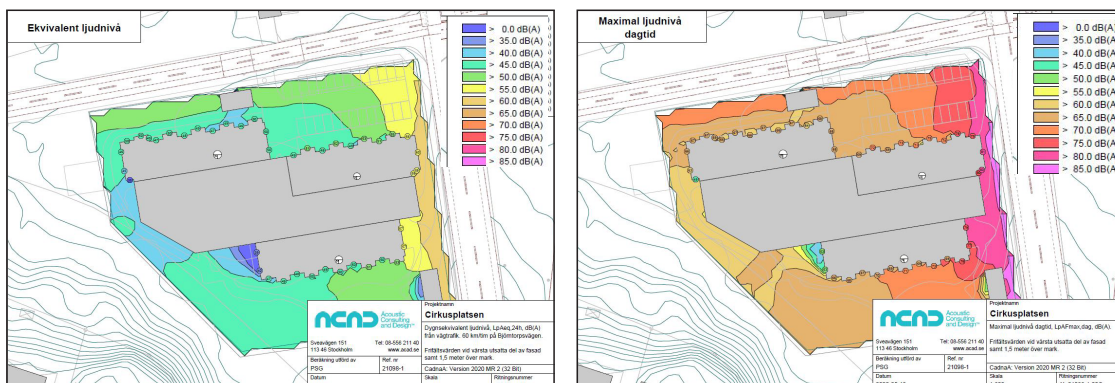 Ekvivalent ljudnivå
> 0.0 dB(A)
> 35.0 dB(A)
> 40.0 dB(A)
> 45.0 dB(A)
> 50.0 dB(A)
> 55.0 dB(A)
> 60.0 dB(A)
> 65.0 dB(A)
> 70.0 dB(A)
> 75.0 dB(A)
> 80.0 dB(A)
> 85.0 dB(A)
ACAD Acoustic
Consulting
and Design
Sveavägen 151 Tel: 08-556 211 40
113 46 Stockholm www.acad.se
Beräkning utförd av Ref. nr
PSG 21098-1
Datum
Projektnamn
Cirkusplatsen
Dygnsekvivalent ljudnivå, LpAeq,24h, dB(A)
från vägtrafik. 60 km/tim på Björntorpsvägen.
Frifältsvärden vid värsta utsatta del av fasad
samt 1,5 meter över mark.
CadnaA: Version 2020 MR 2 (32 Bit)
Skala Ritningsnummer
Maximal ljudnivå
dagtid
> 0.0 dB(A)
> 35.0 dB(A
> 40.0 dB(A
> 45.0 dB(A
> 50.0 dB(A
> 55.0 dB(A
> 60.0 dB(A
> 65.0 dB(A
> 70.0 dB(A
> 75.0 dB(A
> 80.0 dB(A
> 85.0 dB(A
ACAD Acoustic
Consulting
and Design
Sveavägen 151 Tel: 08-556 211 40
113 46 Stockholm www.acad.se
Beräkning utförd av Ref. nr
PSG 21098-1
Datum
Projektnamn
Cirkusplatsen
Maximal ljudnivå dagtid, LpAFmax,dag, dB(A).
Frifältsvärden vid värsta utsatta del av fasad
samt 1,5 meter över mark.
CadnaA: Version 2020 MR 2 (32 Bit)
Skala Ritningsnummer